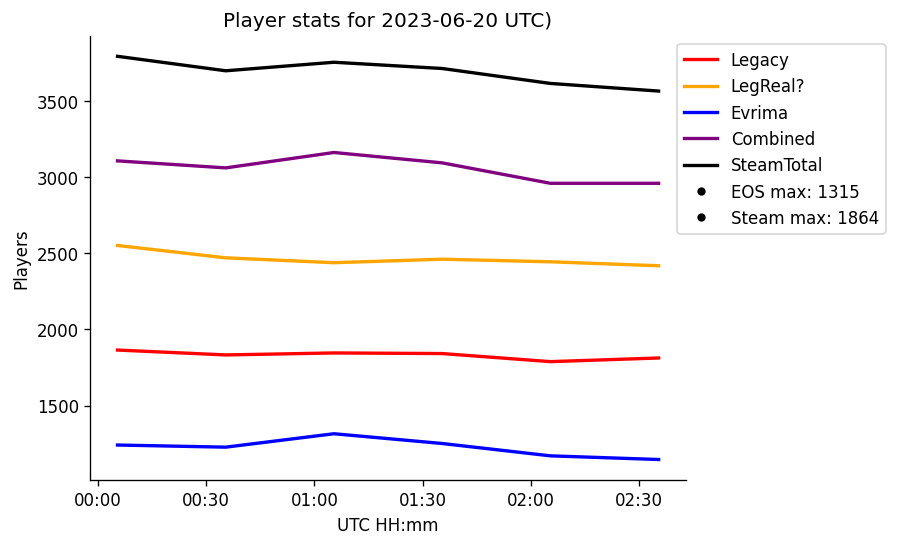 Player stats for 2023-06-20 UTC)
Players
3500
3000
2500
2000
1500
00:00
00:30
01:00
01:30
02:00
02:30
UTC HH:mm
Legacy
LegReal?
Evrima
Combined
SteamTotal
EOS max: 1315
Steam max: 1864